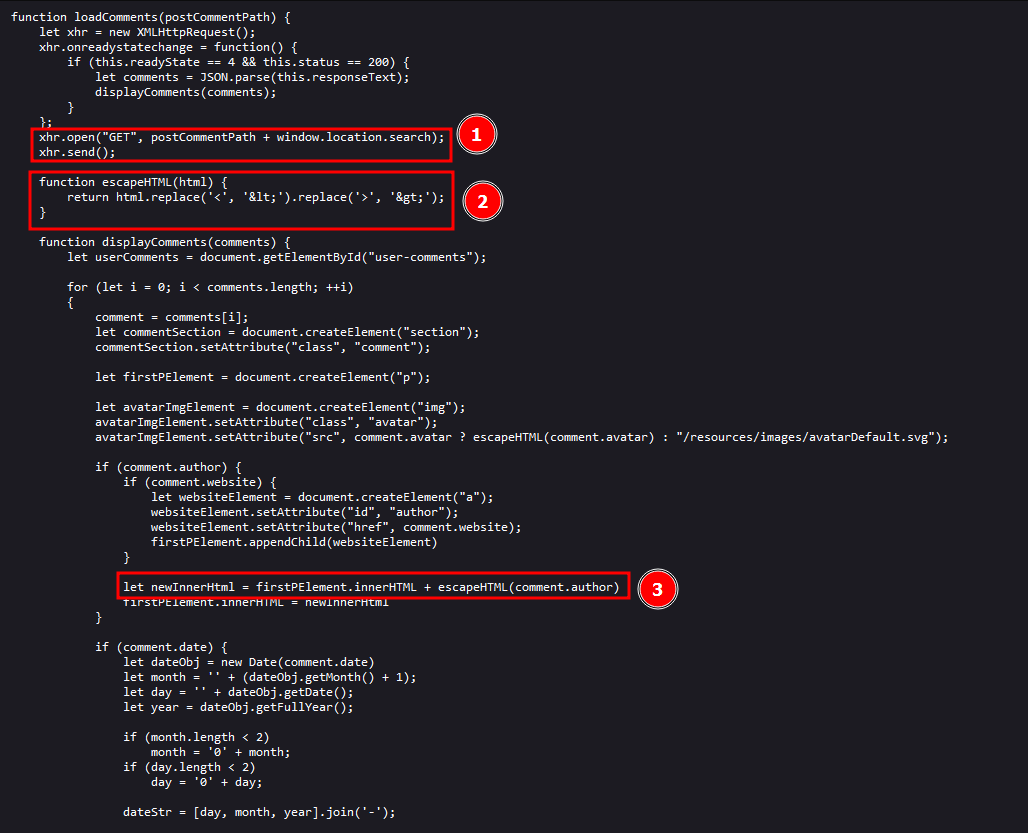 function loadComments(postCommentPath) {
    let xhr = new XMLHttpRequest();
    xhr.onreadystatechange = function() {
        if (this.readyState == 4 && this.status == 200) {
            let comments = JSON.parse(this.responseText);
            displayComments(comments);
        }
    };
    xhr.open("GET", postCommentPath + window.location.search);
1
    xhr.send();
    function escapeHTML(html) {
        return html.replace('<', '&lt;').replace('>', '&gt;');
2
    }
    function displayComments(comments) {
        let userComments = document.getElementById("user-comments");
        for (let i = 0; i < comments.length; ++i)
        {
            comment = comments[i];
            let commentSection = document.createElement("section");
            commentSection.setAttribute("class", "comment");
            let firstPElement = document.createElement("p");
            let avatarImgElement = document.createElement("img");
            avatarImgElement.setAttribute("class", "avatar");
            avatarImgElement.setAttribute("src", comment.avatar ? escapeHTML(comment.avatar) : "/resources/images/avatarDefault.svg");
            if (comment.author) {
                if (comment.website) {
                    let websiteElement = document.createElement("a");
                    websiteElement.setAttribute("id", "author");
                    websiteElement.setAttribute("href", comment.website);
                    firstPElement.appendChild(websiteElement)
                }
                let newInnerHtml = firstPElement.innerHTML + escapeHTML(comment.author)
3
                firstPElement.innerHTML = newInnerHtml
            }
            if (comment.date) {
                let dateObj = new Date(comment.date)
                let month = '' + (dateObj.getMonth() + 1);
                let day = '' + dateObj.getDate();
                let year = dateObj.getFullYear();
                if (month.length < 2)
                    month = '0' + month;
                if (day.length < 2)
                    day = '0' + day;
                dateStr = [day, month, year].join('-');